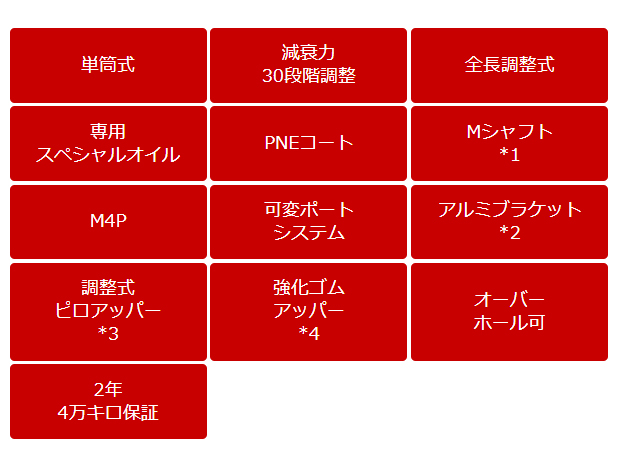 単筒式
減衰力
30段階調整
全長調整式
専用
スペシャルオイル
PNEコート
Mシャフト
*1
M4P
可変ポート
システム
アルミブラケット
*2
調整式
ピロアッパー
*3
強化ゴム
アッパー
*4
オーバー
ホール可
2年
4万キロ保証